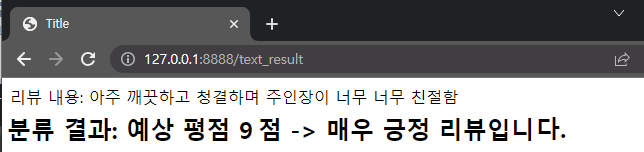 Title
127.0.0.1:8888/text_result
리뷰 내용: 아주 깨끗하고 청결하며 주인장이 너무 너무 친절함
분류 결과: 예상 평점 9 점 -> 매우 긍정 리뷰입니다.